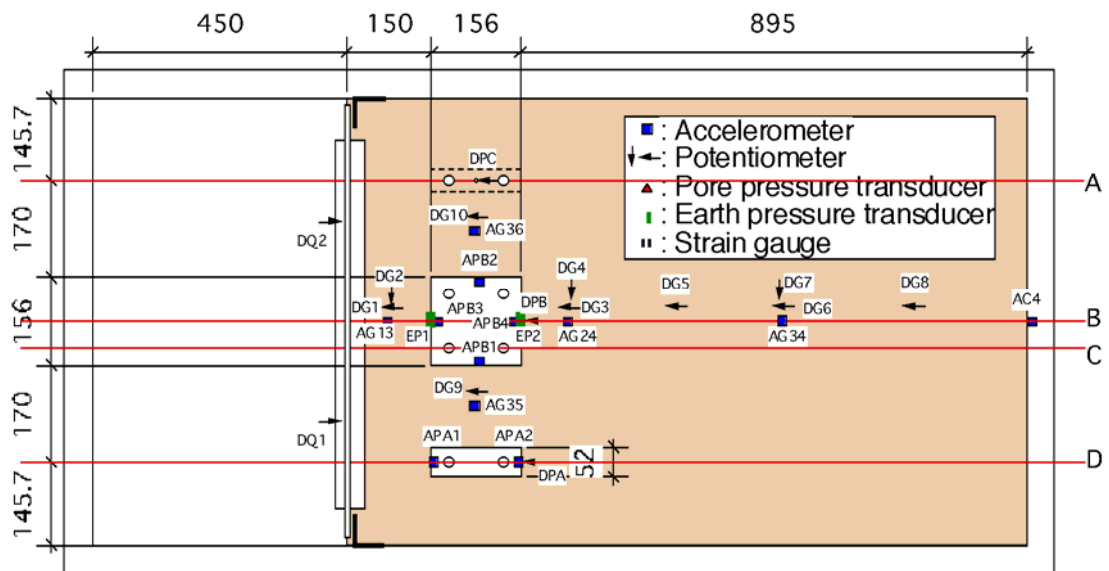 450 150 156 895
145.7
170
156
170
145.7
: Accelerometer
: Potentiometer
: Pore pressure transducer
: Earth pressure transducer
: Strain gauge
DPC
A
DG10
AG36
DQ2
APB2
DG2
DG4
DG7
DG1
APB3
DPB
DG3
DG5
DG6
DG8
AC4
AG13
EP1
APB4
EP2
AG24
AG34
B
APB1
C
DG9
AG35
DQ1
APA1
APA2
52
DPA
D